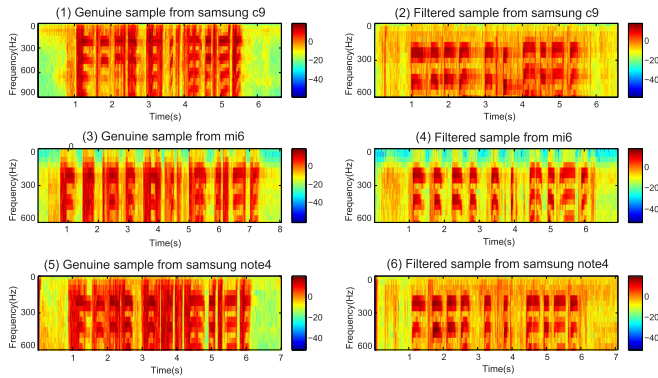 (1) Genuine sample from samsung c9
(2) Filtered sample from samsung c9
Frequency(Hz)
0
300
600
900
1 2 3 4 5 6
Time(s)
0
−20
−40
Frequency(Hz)
0
300
600
1 2 3 4 5 6
Time(s)
0
−20
−40
(3) Genuine sample from mi6
(4) Filtered sample from mi6
0
Frequency(Hz)
0
300
600
1 2 3 4 5 6 7 8
Time(s)
0
−20
−40
Frequency(Hz)
0
300
600
1 2 3 4 5 6 7
Time(s)
0
−20
−40
(5) Genuine sample from samsung note4
(6) Filtered sample from samsung note4
Frequency(Hz)
0
300
600
1 2 3 4 5 6 7
Time(s)
0
−20
−40
Frequency(Hz)
0
300
600
1 2 3 4 5 6 7
Time(s)
0
−20
−40